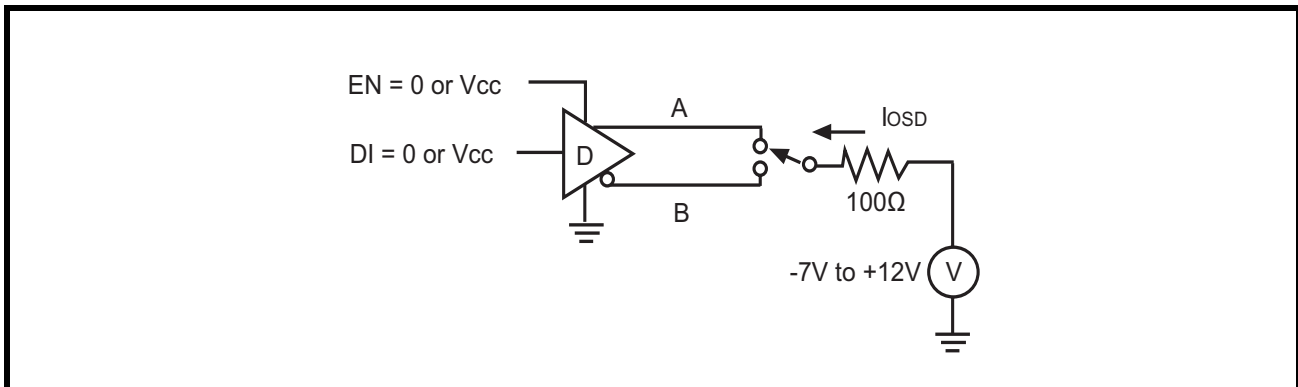 EN = 0 or Vcc
A
IOSD
DI = 0 or Vcc
D
100Ω
B
-7V to +12V
V